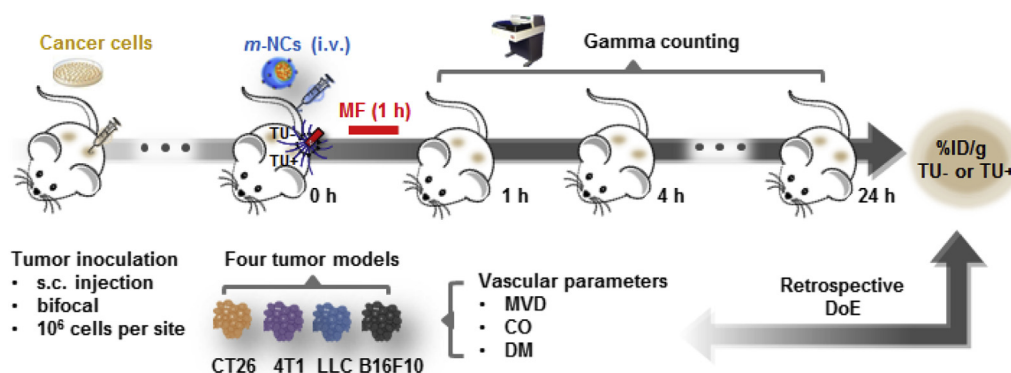 Cancer cells
m-NCs (i.v.)
Gamma counting
MF (1 h)
TU-
TU+
0 h
1 h
4 h
24 h
%ID/g
TU- or TU+
Tumor inoculation
• s.c. injection
• bifocal
• 10⁶ cells per site
Four tumor models
CT26 4T1 LLC B16F10
Vascular parameters
• MVD
• CO
• DM
Retrospective
DoE